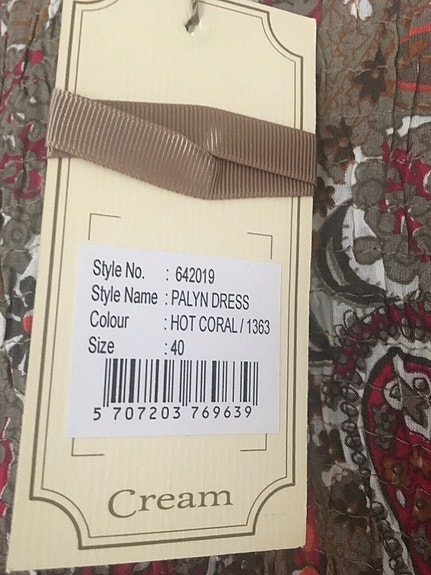 Style No. : 642019
Style Name : PALYN DRESS
Colour : HOT CORAL / 1363
Size : 40
5 707203 769639
Cream